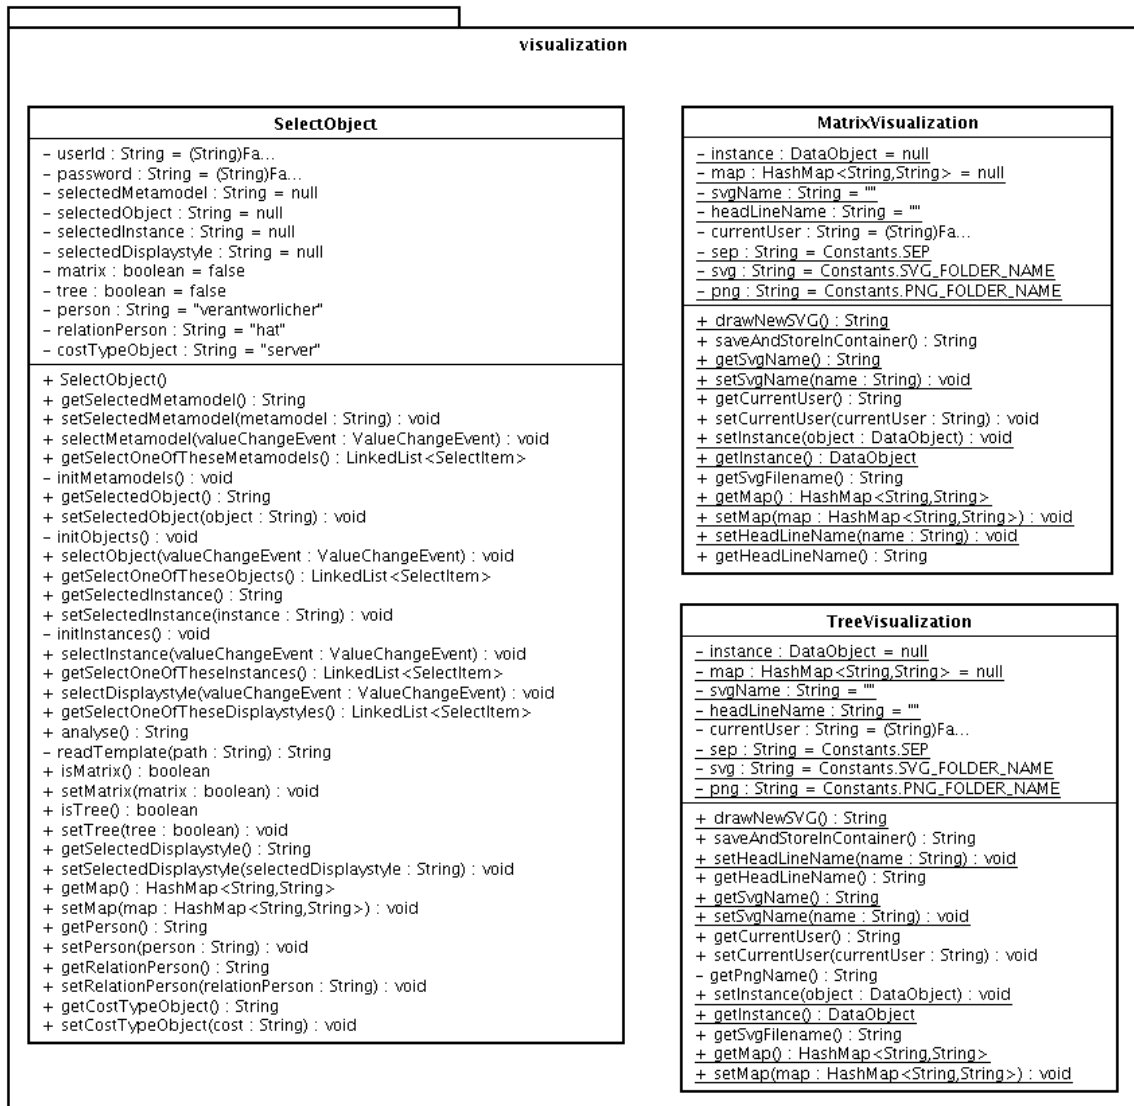 visualization
SelectObject
- userId : String = (String)Fa...
- password : String = (String)Fa...
- selectedMetamodel : String = null
- selectedObject : String = null
- selectedInstance : String = null
- selectedDisplaystyle : String = null
- matrix : boolean = false
- tree : boolean = false
- person : String = "verantworlicher"
- relationPerson : String = "hat"
- costTypeObject : String = "server"
+ SelectObject()
+ getSelectedMetamodel() : String
+ setSelectedMetamodel(metamodel : String) : void
+ selectMetamodel(valueChangeEvent : ValueChangeEvent) : void
+ getSelectOneOfTheseMetamodels() : LinkedList<SelectItem>
- initMetamodels() : void
+ getSelectedObject() : String
+ setSelectedObject(object : String) : void
- initObjects() : void
+ selectObject(valueChangeEvent : ValueChangeEvent) : void
+ getSelectOneOfTheseObjects() : LinkedList<SelectItem>
+ getSelectedInstance() : String
+ setSelectedInstance(instance : String) : void
- initInstances() : void
+ selectInstance(valueChangeEvent : ValueChangeEvent) : void
+ getSelectOneOfTheseInstances() : LinkedList<SelectItem>
+ selectDisplaystyle(valueChangeEvent : ValueChangeEvent) : void
+ getSelectOneOfTheseDisplaystyles() : LinkedList<SelectItem>
+ analyse() : String
- readTemplate(path : String) : String
+ isMatrix() : boolean
+ setMatrix(matrix : boolean) : void
+ isTree() : boolean
+ setTree(tree : boolean) : void
+ getSelectedDisplaystyle() : String
+ setSelectedDisplaystyle(selectedDisplaystyle : String) : void
+ getMap() : HashMap<String,String>
+ setMap(map : HashMap<String,String>) : void
+ getPerson() : String
+ setPerson(person : String) : void
+ getRelationPerson() : String
+ setRelationPerson(relationPerson : String) : void
+ getCostTypeObject() : String
+ setCostTypeObject(cost : String) : void
MatrixVisualization
- instance : DataObject = null
- map : HashMap<String,String> = null
- svgName : String = ""
- headLineName : String = ""
- currentUser : String = (String)Fa...
- sep : String = Constants.SEP
- svg : String = Constants.SVG_FOLDER_NAME
- png : String = Constants.PNG_FOLDER_NAME
+ drawNewSVG() : String
+ saveAndStoreInContainer() : String
+ getSvgName() : String
+ setSvgName(name : String) : void
+ getCurrentUser() : String
+ setCurrentUser(currentUser : String) : void
+ setInstance(object : DataObject) : void
+ getInstance() : DataObject
+ getSvgFilename() : String
+ getMap() : HashMap<String,String>
+ setMap(map : HashMap<String,String>) : void
+ setHeadLineName(name : String) : void
+ getHeadLineName() : String
TreeVisualization
- instance : DataObject = null
- map : HashMap<String,String> = null
- svgName : String = ""
- headLineName : String = ""
- currentUser : String = (String)Fa...
- sep : String = Constants.SEP
- svg : String = Constants.SVG_FOLDER_NAME
- png : String = Constants.PNG_FOLDER_NAME
+ drawNewSVG() : String
+ saveAndStoreInContainer() : String
+ setHeadLineName(name : String) : void
+ getHeadLineName() : String
+ getSvgName() : String
+ setSvgName(name : String) : void
+ getCurrentUser() : String
+ setCurrentUser(currentUser : String) : void
- getPngName() : String
+ setInstance(object : DataObject) : void
+ getInstance() : DataObject
+ getSvgFilename() : String
+ getMap() : HashMap<String,String>
+ setMap(map : HashMap<String,String>) : void